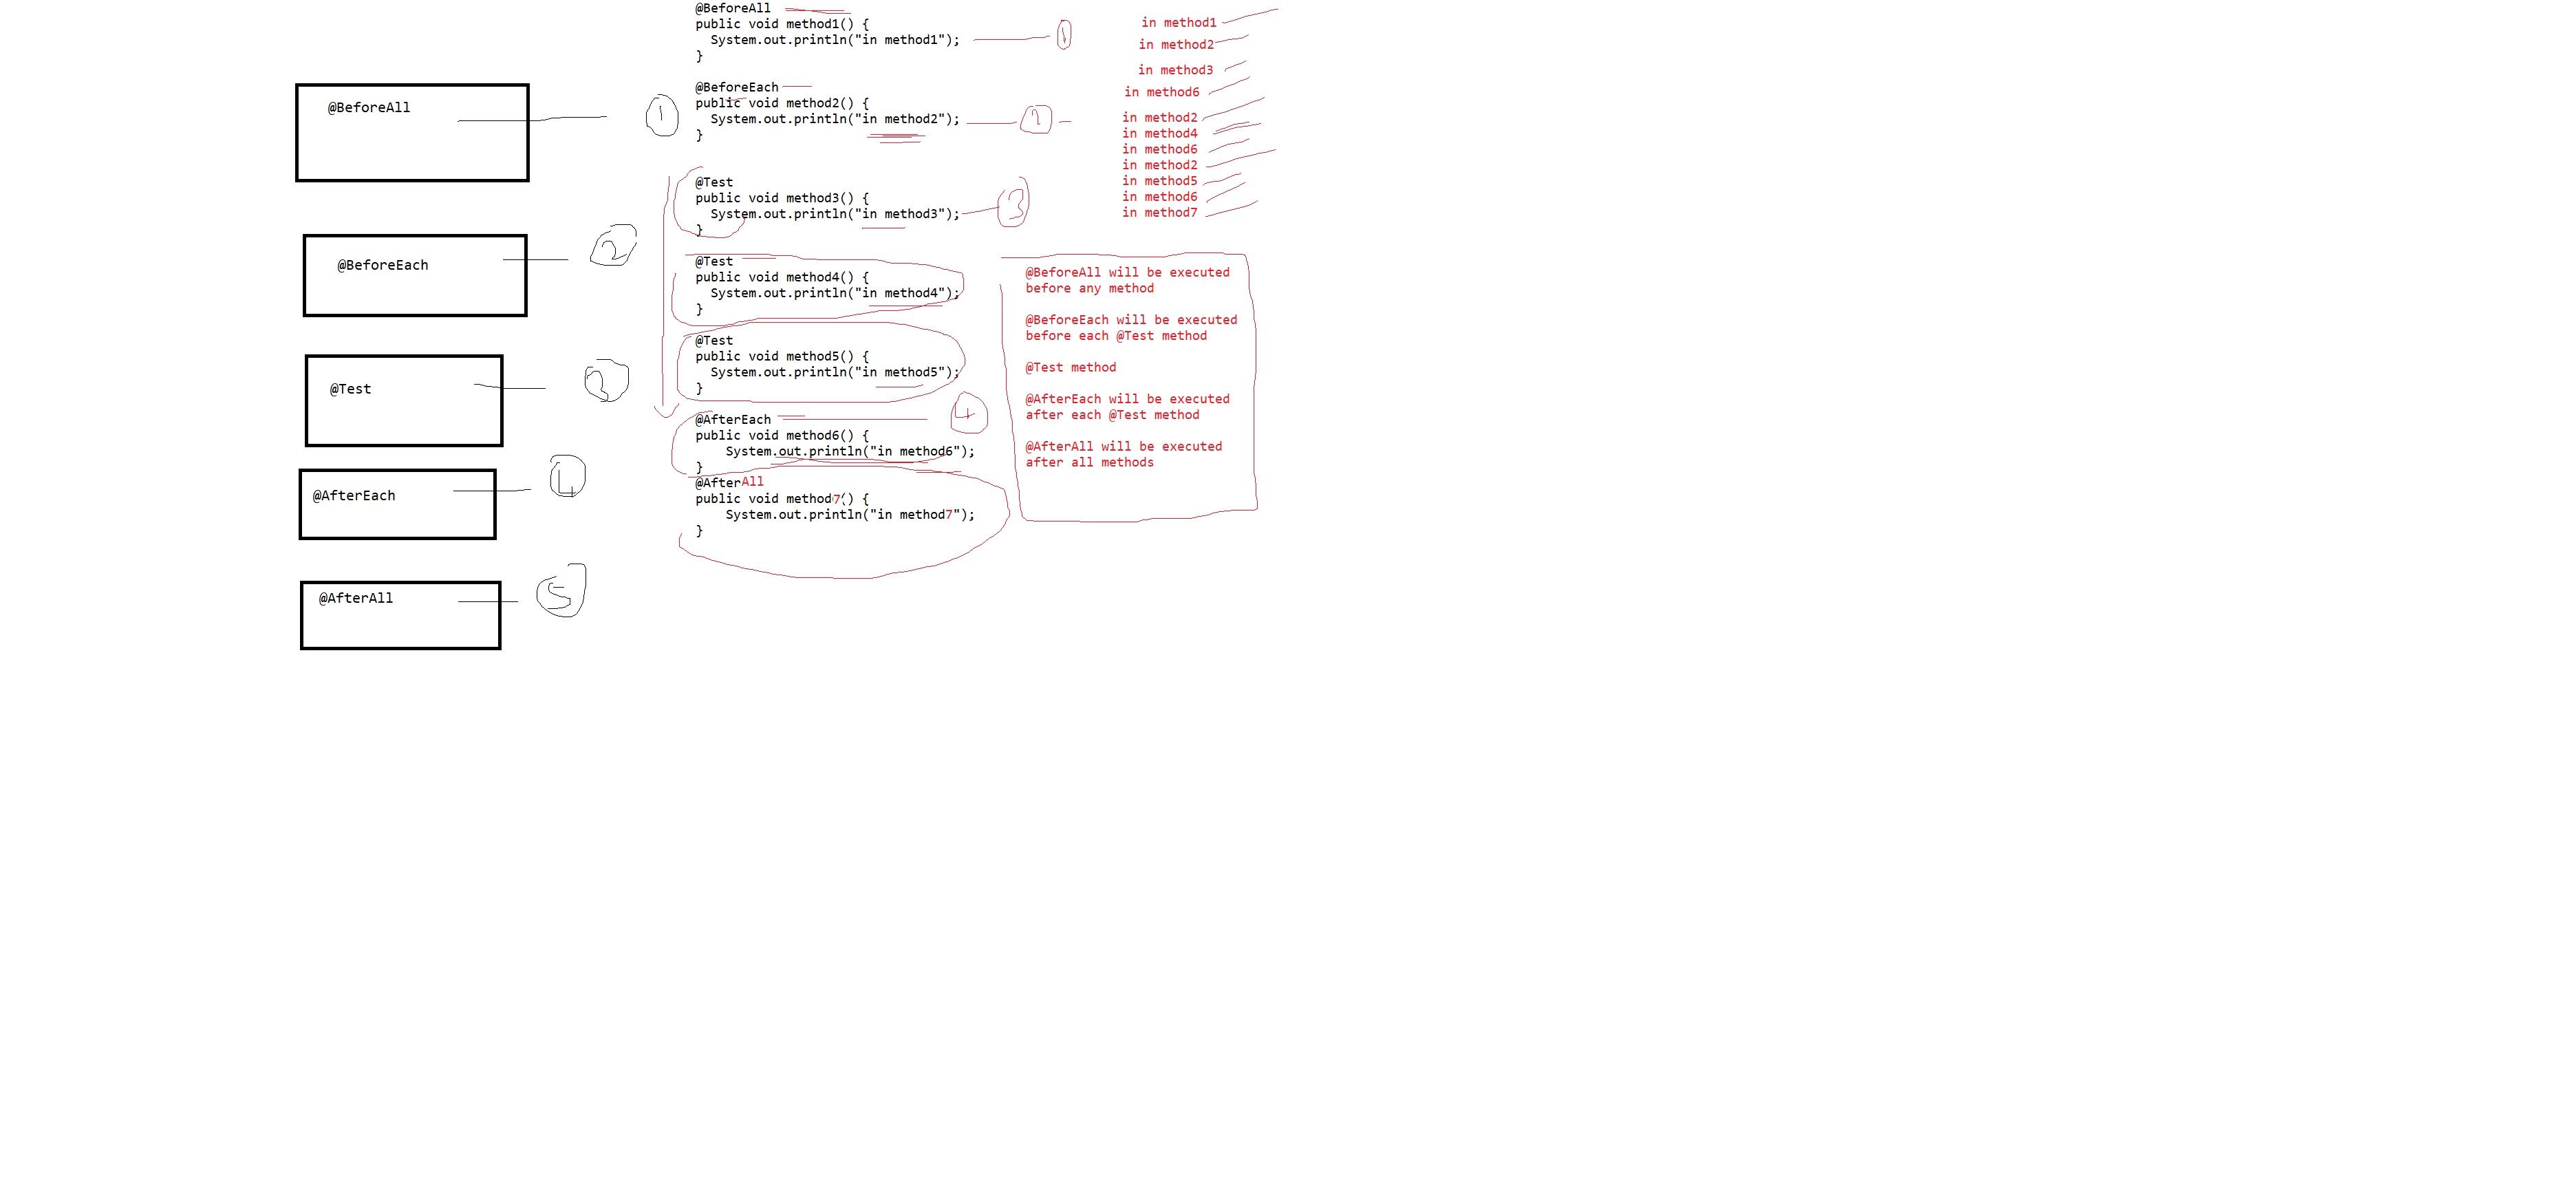 @BeforeAll
1
@BeforeEach
2
@Test
3
@AfterEach
4
@AfterAll
5
@BeforeAll
public void method1() {
System.out.println("in method1");
}
1
@BeforeEach
public void method2() {
System.out.println("in method2");
}
2
@Test
public void method3() {
System.out.println("in method3");
}
3
@Test
public void method4() {
System.out.println("in method4");
}
@Test
public void method5() {
System.out.println("in method5");
}
@AfterEach
public void method6() {
System.out.println("in method6");
}
4
@AfterAll
public void method7() {
System.out.println("in method7");
}
in method1
in method2
in method3
in method6
in method2
in method4
in method6
in method2
in method5
in method6
in method7
@BeforeAll will be executed
before any method
@BeforeEach will be executed
before each @Test method
@Test method
@AfterEach will be executed
after each @Test method
@AfterAll will be executed
after all methods